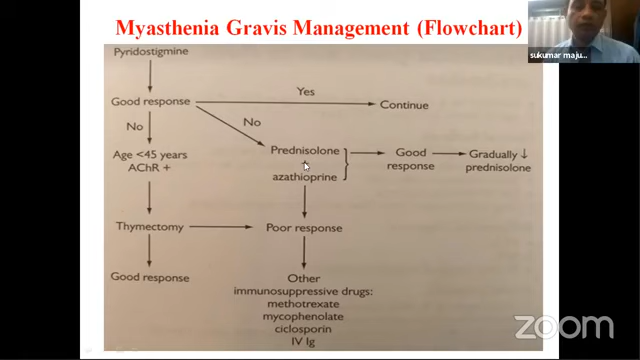 Myasthenia Gravis Management (Flowchart)
sukumar maju...
Pyridostigmine
Good response
Yes
Continue
No
No
Age <45 years
AChR +
Prednisolone
+
azathioprine
Good
response
Gradually ↓
prednisolone
Thymectomy
Poor response
Good response
Other
immunosuppressive drugs:
methotrexate
mycophenolate
ciclosporin
IV Ig
zoom